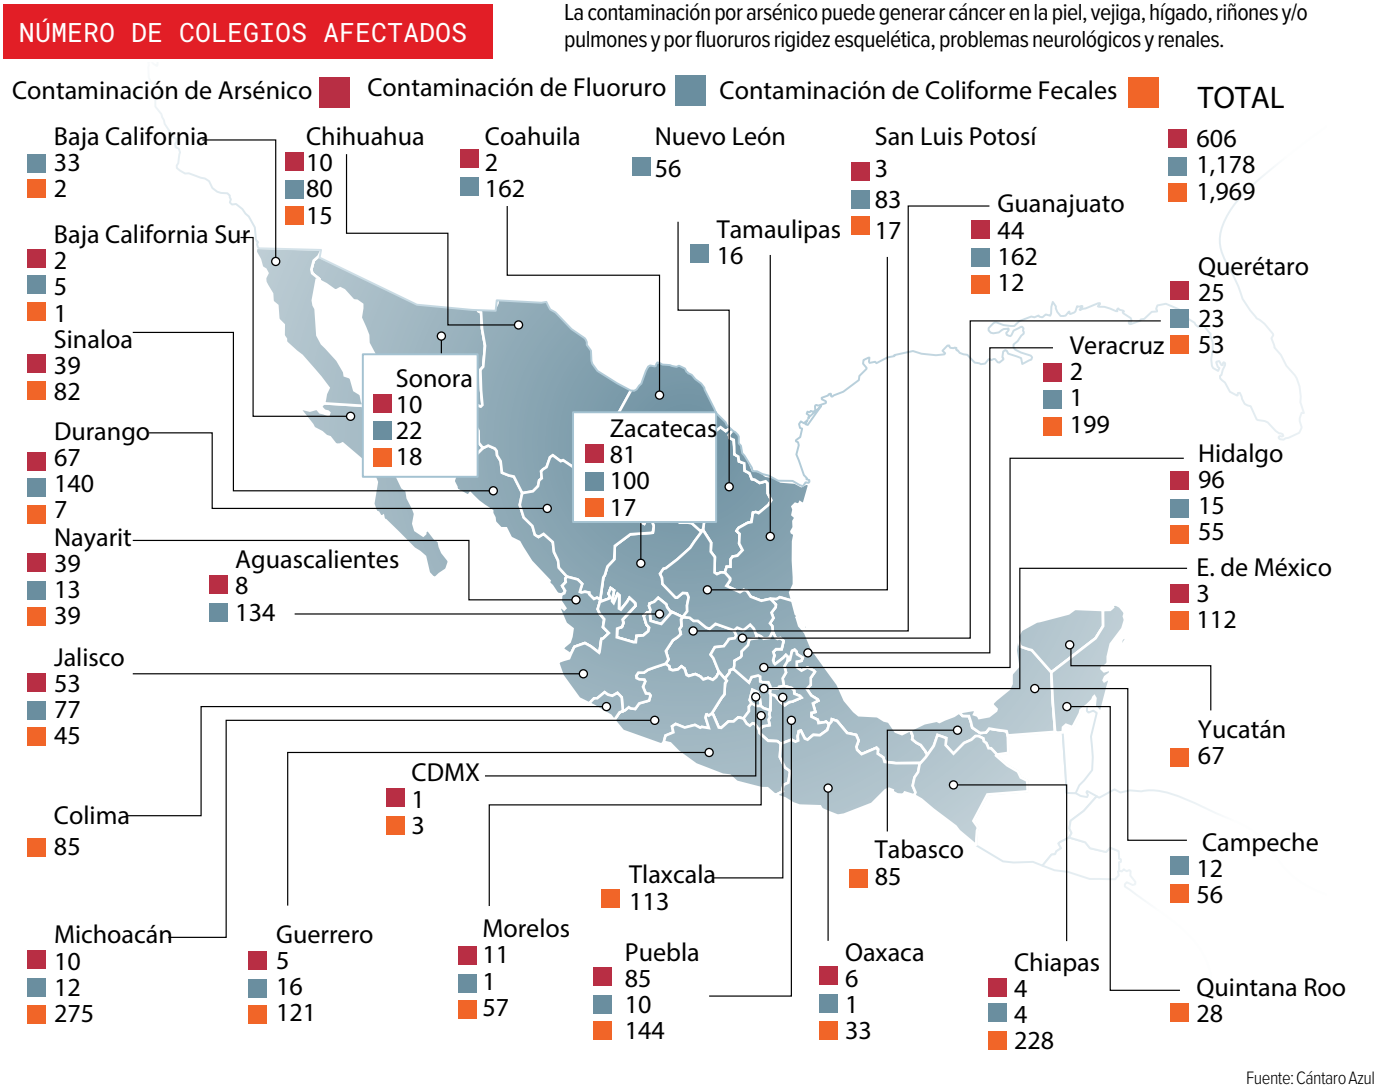 NÚMERO DE COLEGIOS AFECTADOS
La contaminación por arsénico puede generar cáncer en la piel, vejiga, hígado, riñones y/o
pulmones y por fluoruros rigidez esquelética, problemas neurológicos y renales.
Contaminación de Arsénico
Contaminación de Fluoruro
Contaminación de Coliforme Fecales
TOTAL
606
1,178
1,969
Baja California
33
2
Chihuahua
10
80
15
Coahuila
2
162
Nuevo León
56
San Luis Potosí
3
83
17
Guanajuato
44
162
12
Tamaulipas
16
Baja California Sur
2
5
1
Querétaro
25
23
53
Sinaloa
39
82
Veracruz
2
1
199
Sonora
10
22
18
Zacatecas
81
100
17
Durango
67
140
7
Hidalgo
96
15
55
Nayarit
39
13
39
Aguascalientes
8
134
E. de México
3
112
Jalisco
53
77
45
Yucatán
67
CDMX
1
3
Colima
85
Tabasco
85
Campeche
12
56
Tlaxcala
113
Michoacán
10
12
275
Guerrero
5
16
121
Morelos
11
1
57
Puebla
85
10
144
Oaxaca
6
1
33
Chiapas
4
4
228
Quintana Roo
28
Fuente: Cántaro Azul